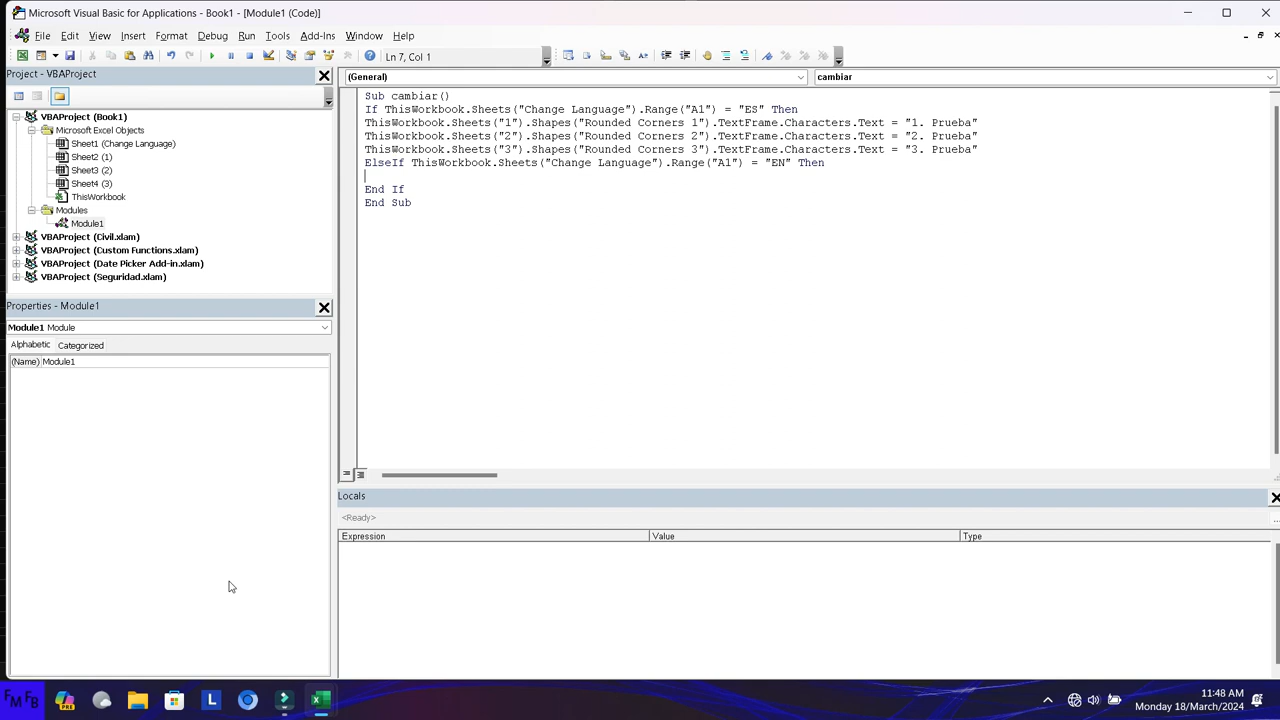 Microsoft Visual Basic for Applications - Book1 - [Module1 (Code)]
File Edit View Insert Format Debug Run Tools Add-Ins Window Help
Ln 7, Col 1
Project - VBAProject
(General)
cambiar
VBAProject (Book1)
Microsoft Excel Objects
Sheet1 (Change Language)
Sheet2 (1)
Sheet3 (2)
Sheet4 (3)
ThisWorkbook
Modules
Module1
VBAProject (Civil.xlam)
VBAProject (Custom Functions.xlam)
VBAProject (Date Picker Add-in.xlam)
VBAProject (Seguridad.xlam)
Sub cambiar()
If ThisWorkbook.Sheets("Change Language").Range("A1") = "ES" Then
ThisWorkbook.Sheets("1").Shapes("Rounded Corners 1").TextFrame.Characters.Text = "1. Prueba"
ThisWorkbook.Sheets("2").Shapes("Rounded Corners 2").TextFrame.Characters.Text = "2. Prueba"
ThisWorkbook.Sheets("3").Shapes("Rounded Corners 3").TextFrame.Characters.Text = "3. Prueba"
ElseIf ThisWorkbook.Sheets("Change Language").Range("A1") = "EN" Then
End If
End Sub
Properties - Module1
Module1 Module
Alphabetic Categorized
(Name) Module1
Locals
<Ready>
Expression Value Type
FM FB
PRE
L
11:48 AM
Monday 18/March/2024